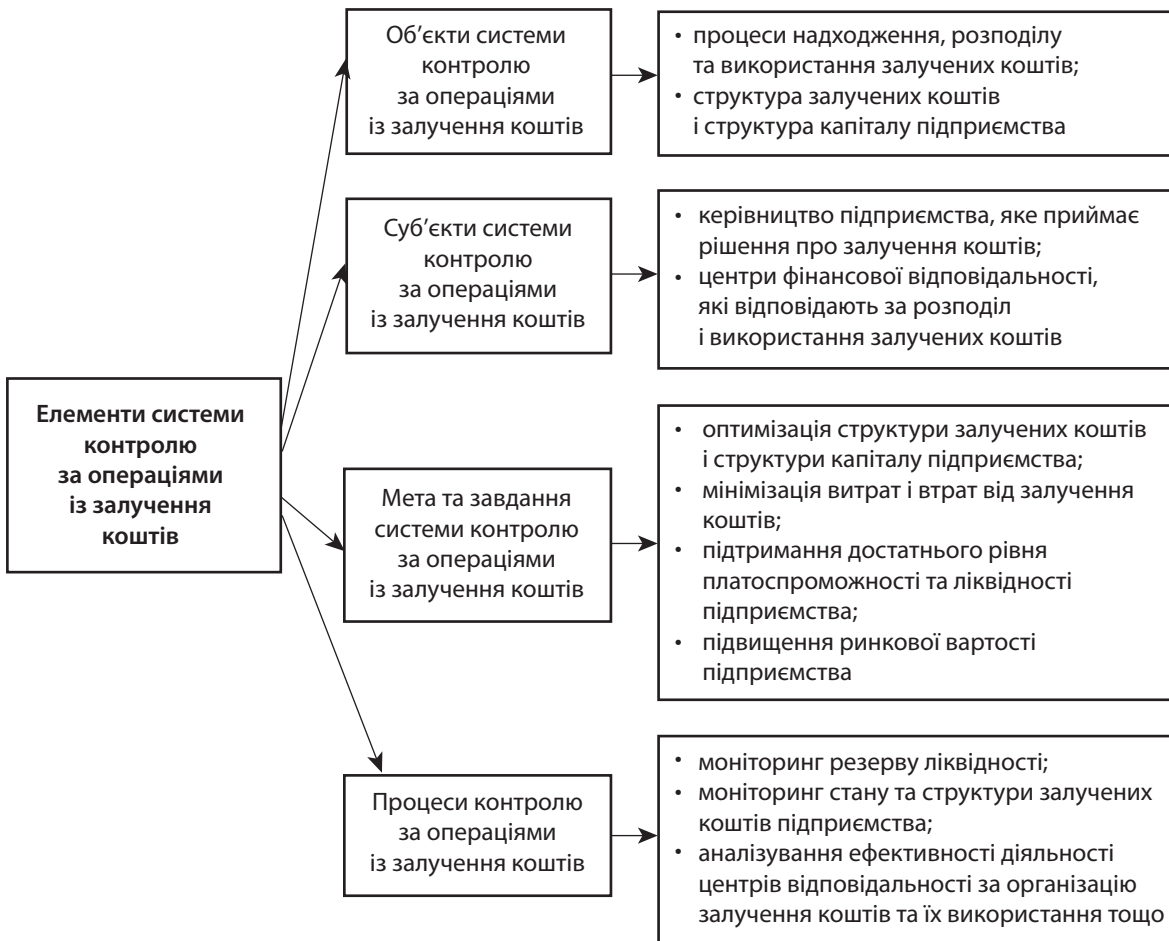 Об’єкти системи
контролю
за операціями
із залучення коштів
• процеси надходження, розподілу
та використання залучених коштів;
• структура залучених коштів
і структура капіталу підприємства
Суб’єкти системи
контролю
за операціями
із залучення коштів
• керівництво підприємства, яке приймає
рішення про залучення коштів;
• центри фінансової відповідальності,
які відповідають за розподіл
і використання залучених коштів
Елементи системи
контролю
за операціями
із залучення
коштів
Мета та завдання
системи контролю
за операціями
із залучення коштів
• оптимізація структури залучених коштів
і структури капіталу підприємства;
• мінімізація витрат і втрат від залучення
коштів;
• підтримання достатнього рівня
платоспроможності та ліквідності
підприємства;
• підвищення ринкової вартості
підприємства
Процеси контролю
за операціями
із залучення коштів
• моніторинг резерву ліквідності;
• моніторинг стану та структури залучених
коштів підприємства;
• аналізування ефективності діяльності
центрів відповідальності за організацію
залучення коштів та їх використання тощо